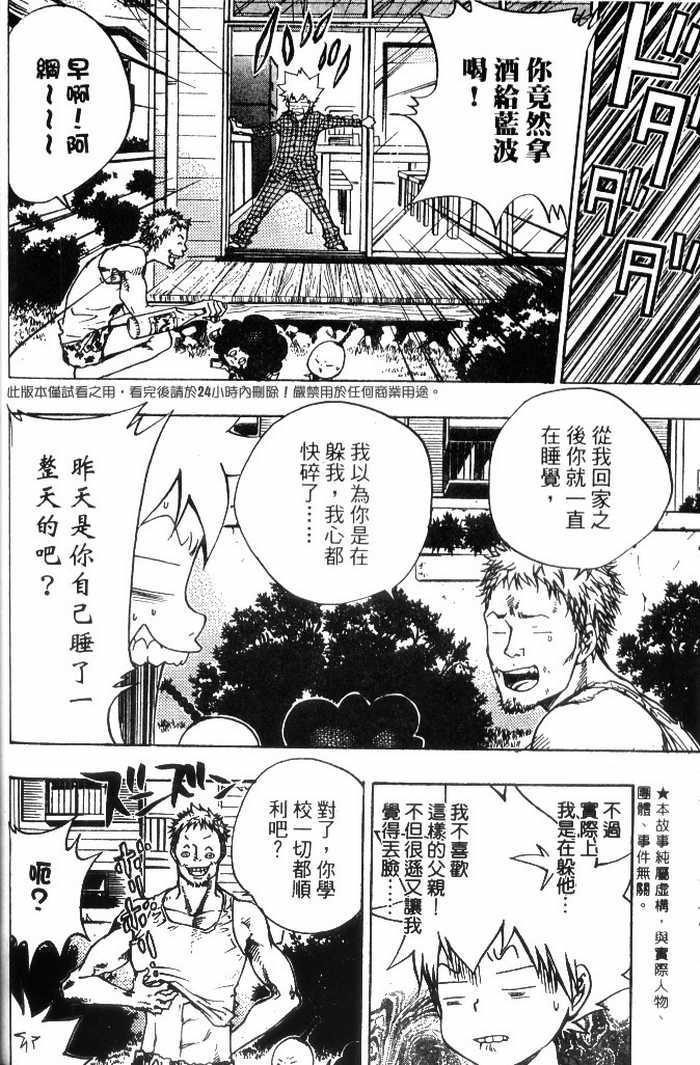 ドタ
ドタ
ダダ
ダダ
你竟然拿
酒給藍波
喝！
早啊！阿
綱～～～
此版本僅試看之用，看完後請於24小時內刪除！嚴禁用於任何商業用途。
從我回家之
後你就一直
在睡覺，
我以為你是在
躲我，我心都
快碎了……
昨天是你自己睡了一
整天的吧？
★本故事純屬虛構，與實際人物、
團體、事件無關。
不過
實際上
我是在躲他…
我不喜歡
這樣的父親！
不但很遜又讓我
覺得丟臉……
對了，你學
校一切都順
利吧？
呃？